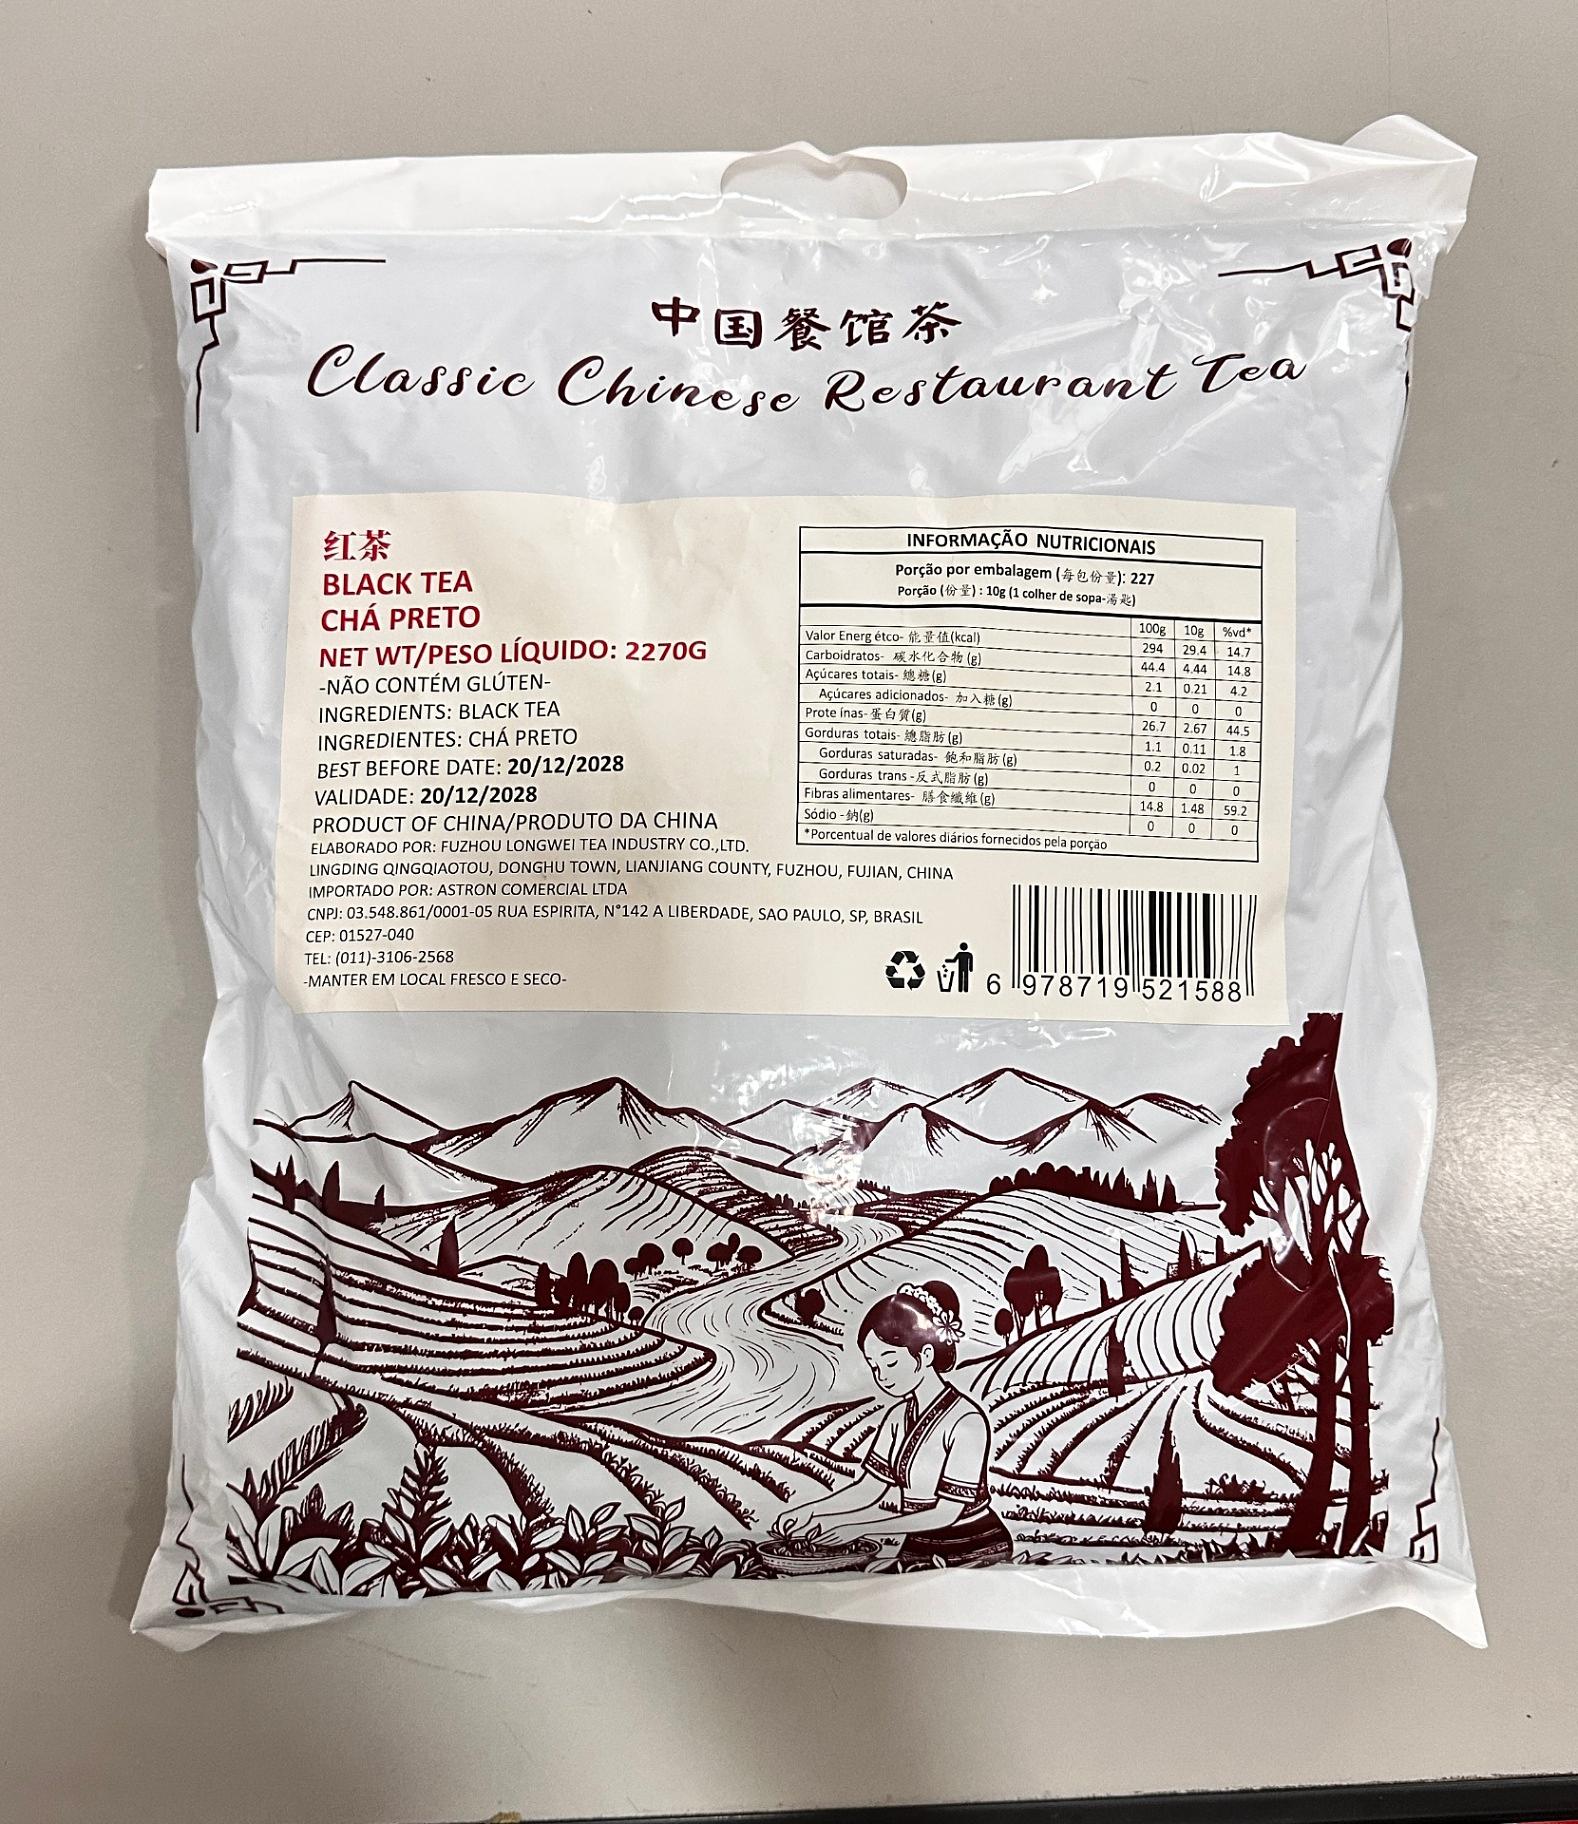 中国餐馆茶
Classic Chinese Restaurant Tea
红茶
BLACK TEA
CHÁ PRETO
NET WT/PESO LÍQUIDO: 2270G
-NÃO CONTÉM GLÚTEN-
INGREDIENTS: BLACK TEA
INGREDIENTES: CHÁ PRETO
BEST BEFORE DATE: 20/12/2028
VALIDADE: 20/12/2028
PRODUCT OF CHINA/PRODUTO DA CHINA
ELABORADO POR: FUZHOU LONGWEI TEA INDUSTRY CO.,LTD.
LINGDING QINGQIAOTOU, DONGHU TOWN, LIANJIANG COUNTY, FUZHOU, FUJIAN, CHINA
IMPORTADO POR: ASTRON COMERCIAL LTDA
CNPJ: 03.548.861/0001-05 RUA ESPIRITA, N°142 A LIBERDADE, SAO PAULO, SP, BRASIL
CEP: 01527-040
TEL: (011)-3106-2568
-MANTER EM LOCAL FRESCO E SECO-
INFORMAÇÃO NUTRICIONAIS
Porção por embalagem (每包份量): 227
Porção (份量) : 10g (1 colher de sopa-湯匙)
100g 10g %vd*
Valor Energ étco- 能量值(kcal) 294 29.4 14.7
Carboidratos- 碳水化合物 (g) 44.4 4.44 14.8
Açúcares totais- 總糖(g) 2.1 0.21 4.2
Açúcares adicionados- 加入糖(g) 0 0 0
Prote ínas- 蛋白質(g) 26.7 2.67 44.5
Gorduras totais- 總脂肪(g) 1.1 0.11 1.8
Gorduras saturadas- 飽和脂肪(g) 0.2 0.02 1
Gorduras trans -反式脂肪(g) 0 0 0
Fibras alimentares- 膳食纖維(g) 14.8 1.48 59.2
Sódio -鈉(g) 0 0 0
*Porcentual de valores diários fornecidos pela porção
6 978719 521588